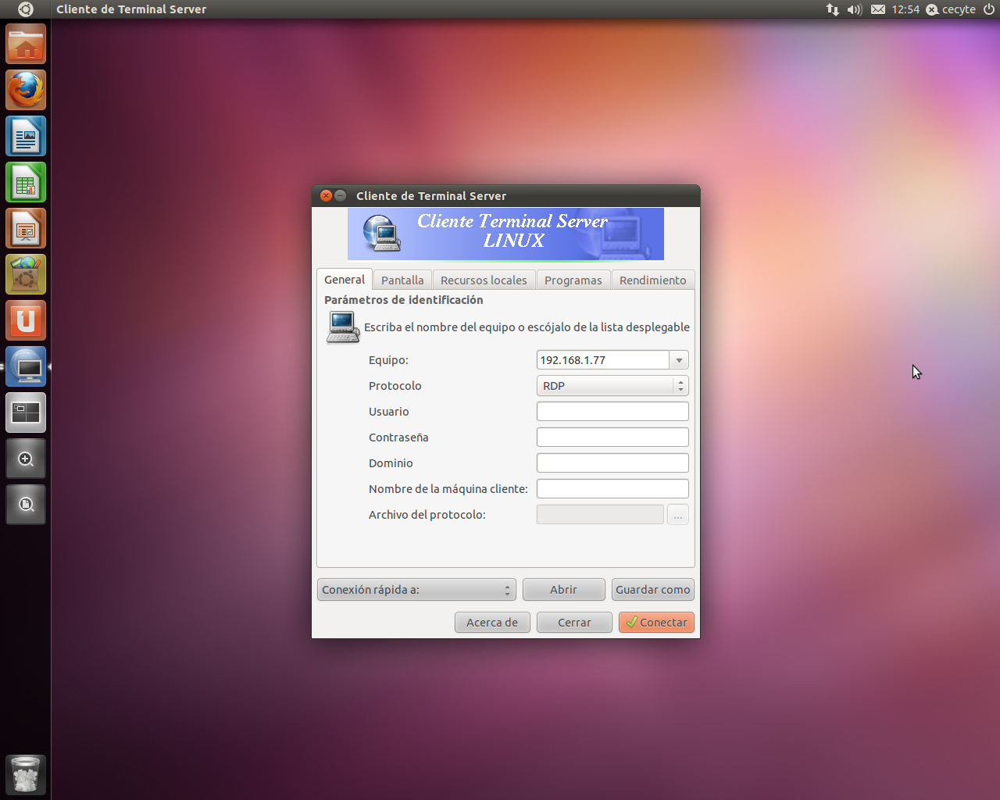 Cliente de Terminal Server
12:54 cecyte
Cliente de Terminal Server
Cliente Terminal Server
LINUX
General Pantalla Recursos locales Programas Rendimiento
Parámetros de identificación
Escriba el nombre del equipo o escójalo de la lista desplegable
Equipo: 192.168.1.77
Protocolo RDP
Usuario
Contraseña
Dominio
Nombre de la máquina cliente:
Archivo del protocolo: ...
Conexión rápida a: Abrir Guardar como
Acerca de Cerrar Conectar